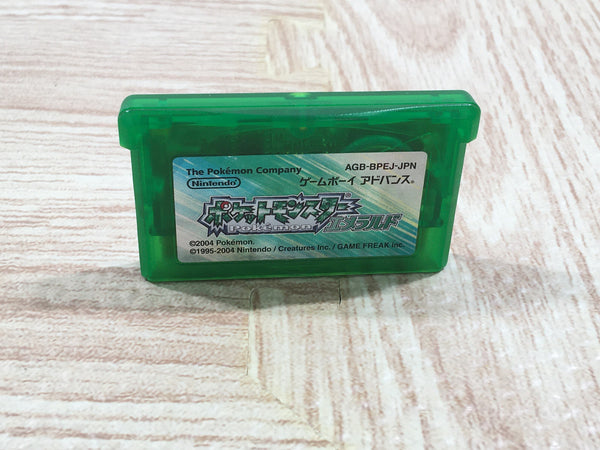 The Pokémon Company
AGB-BPEJ-JPN
Nintendo
ゲームボーイ アドバンス®
ポケットモンスター
Pokémon
エメラルド
©2004 Pokémon.
©1995-2004 Nintendo / Creatures Inc. / GAME FREAK inc.